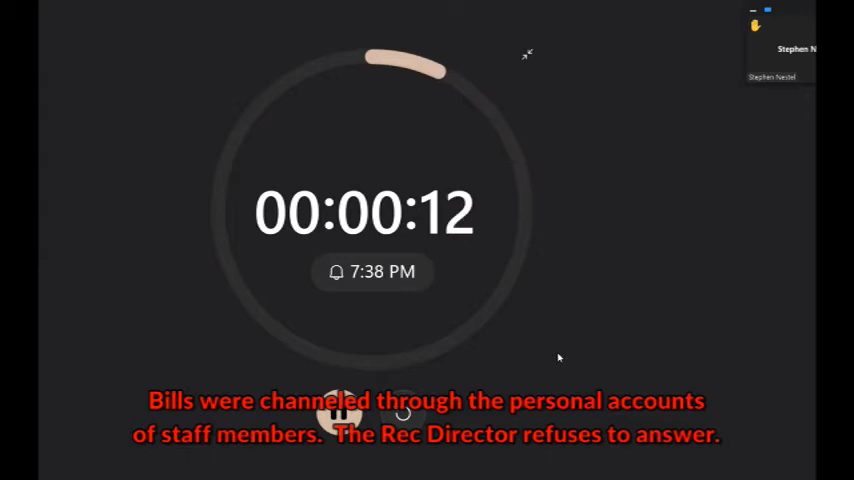 Stephen N
Stephen Nestel
00:00:12
7:38 PM
Bills were channeled through the personal accounts
of staff members.  The Rec Director refuses to answer.